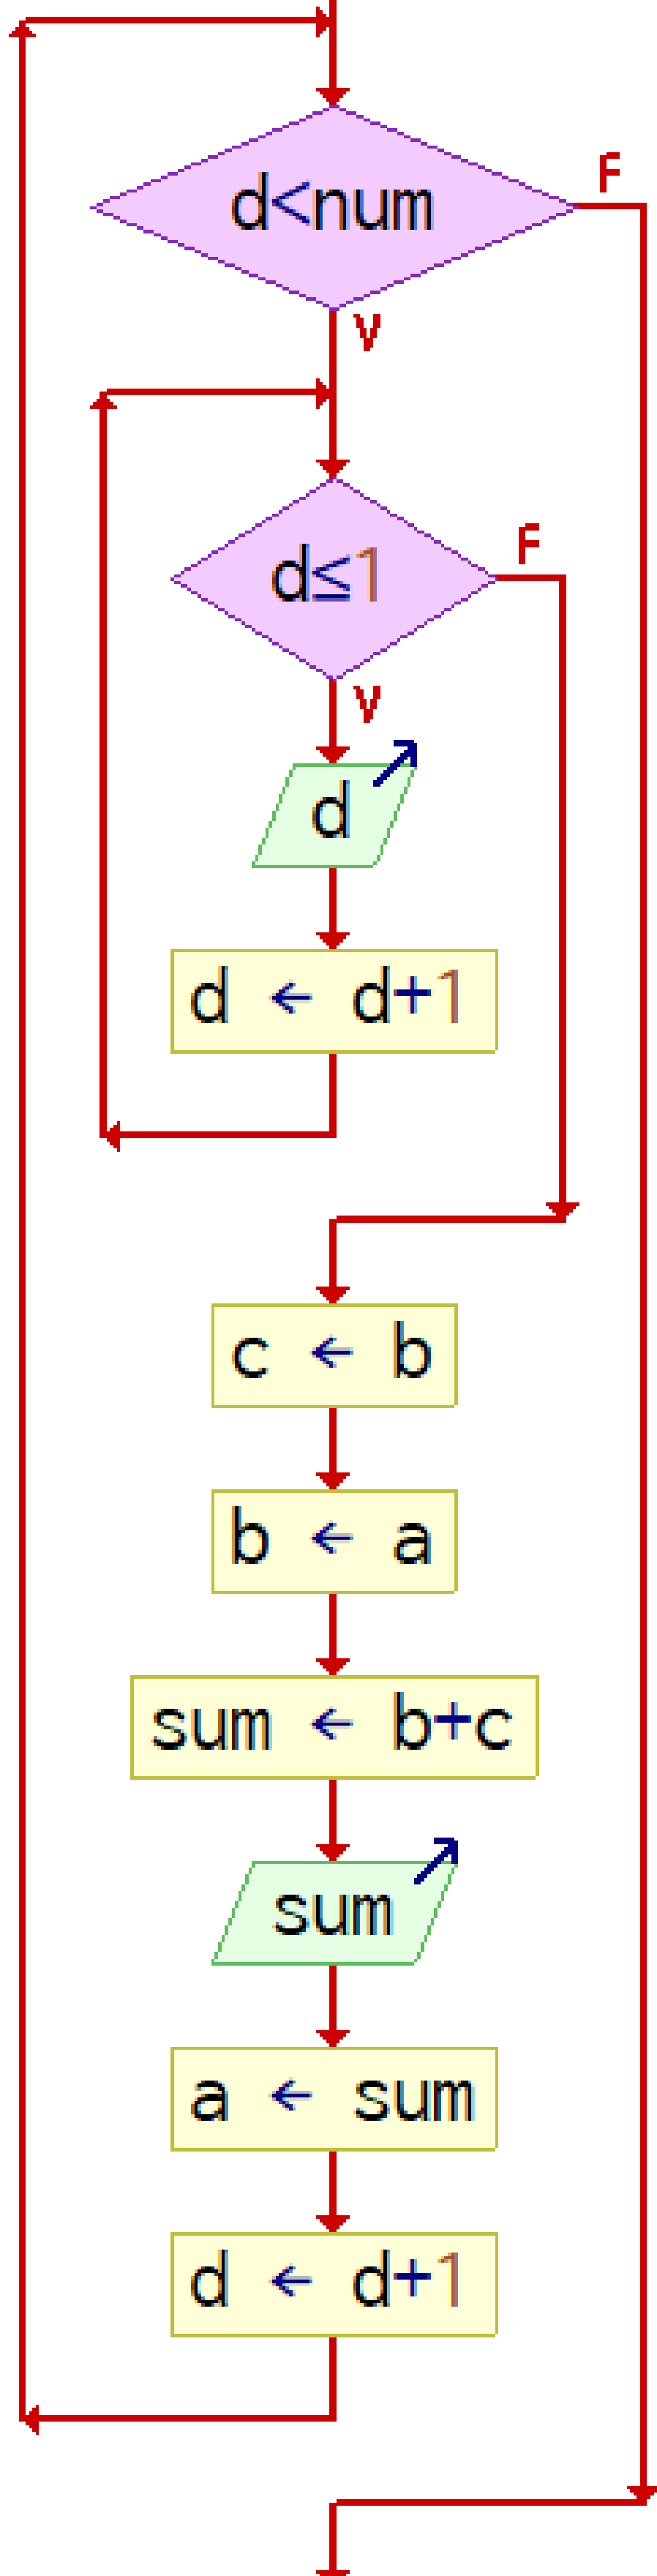 d<num
F
V
d≤1
F
V
d
d ← d+1
c ← b
b ← a
sum ← b+c
sum
a ← sum
d ← d+1